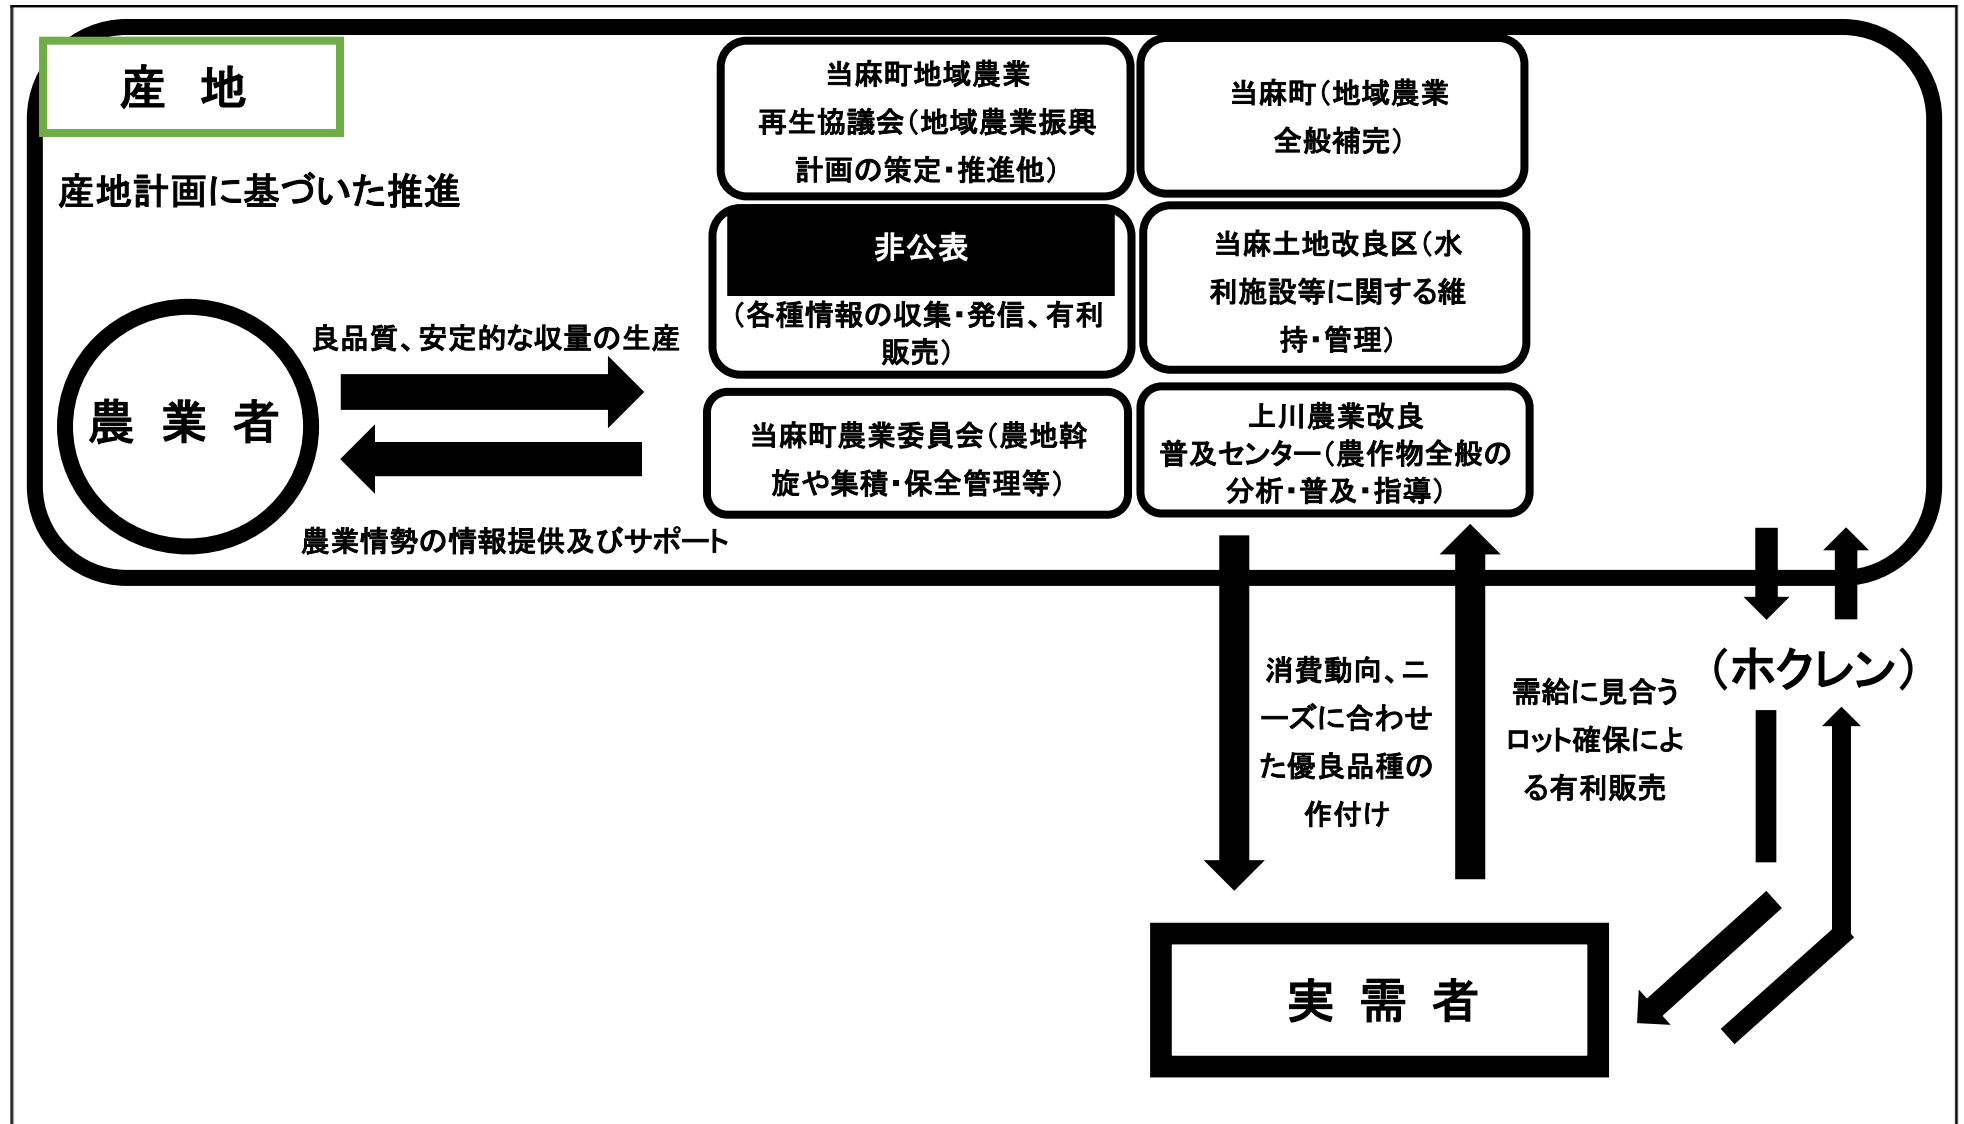 産 地
産地計画に基づいた推進
当麻町地域農業
再生協議会（地域農業振興
計画の策定・推進他）
当麻町（地域農業
全般補完）
非公表
（各種情報の収集・発信、有利
販売）
当麻土地改良区（水
利施設等に関する維
持・管理）
良品質、安定的な収量の生産
農 業 者
農業情勢の情報提供及びサポート
当麻町農業委員会（農地斡
旋や集積・保全管理等）
上川農業改良
普及センター（農作物全般の
分析・普及・指導）
消費動向、ニ
ーズに合わせ
た優良品種の
作付け
需給に見合う
ロット確保によ
る有利販売
（ホクレン）
実 需 者